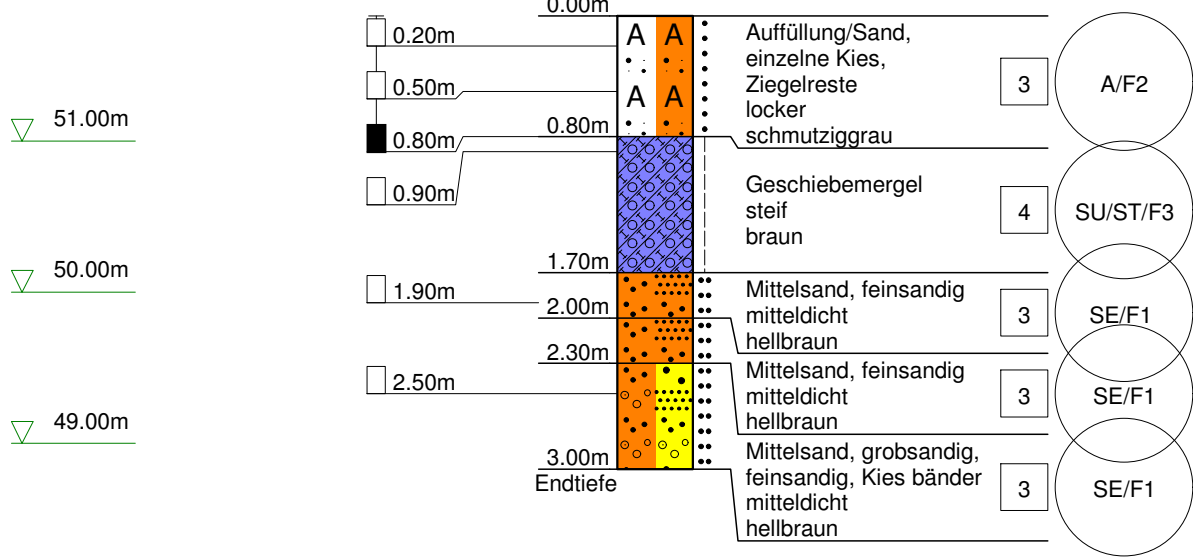 0.00m
0.20m
A A
Auffüllung/Sand,
einzelne Kies,
Ziegelreste
locker
schmutziggrau
3
A/F2
0.50m
A A
51.00m
0.80m
0.80m
0.90m
Geschiebemergel
steif
braun
4
SU/ST/F3
50.00m
1.70m
1.90m
2.00m
Mittelsand, feinsandig
mitteldicht
hellbraun
3
SE/F1
2.30m
2.50m
Mittelsand, feinsandig
mitteldicht
hellbraun
3
SE/F1
49.00m
3.00m
Endtiefe
Mittelsand, grobsandig,
feinsandig, Kies bänder
mitteldicht
hellbraun
3
SE/F1